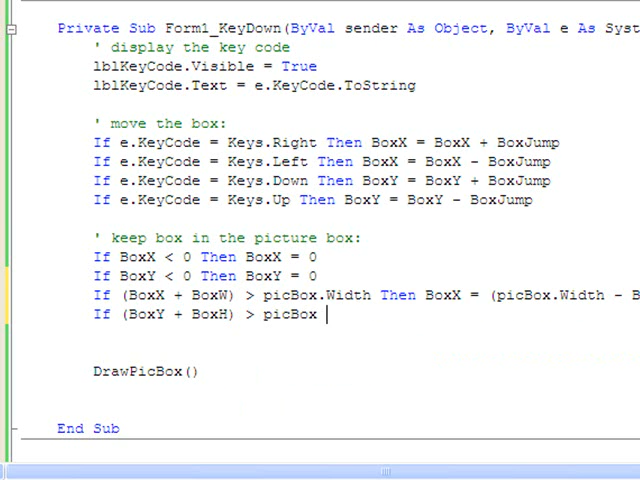 Private Sub Form1_KeyDown(ByVal sender As Object, ByVal e As Syst
' display the key code
lblKeyCode.Visible = True
lblKeyCode.Text = e.KeyCode.ToString
' move the box:
If e.KeyCode = Keys.Right Then BoxX = BoxX + BoxJump
If e.KeyCode = Keys.Left Then BoxX = BoxX - BoxJump
If e.KeyCode = Keys.Down Then BoxY = BoxY + BoxJump
If e.KeyCode = Keys.Up Then BoxY = BoxY - BoxJump
' keep box in the picture box:
If BoxX < 0 Then BoxX = 0
If BoxY < 0 Then BoxY = 0
If (BoxX + BoxW) > picBox.Width Then BoxX = (picBox.Width - B
If (BoxY + BoxH) > picBox
DrawPicBox()
End Sub